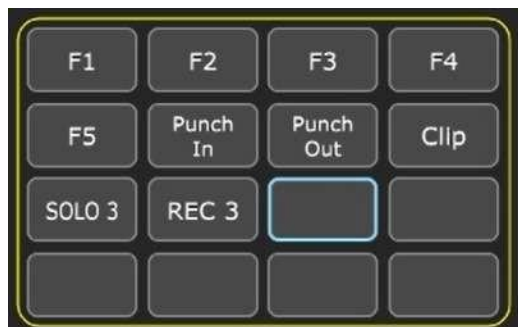 F1
F2
F3
F4
F5
Punch
In
Punch
Out
Clip
SOLO 3
REC 3